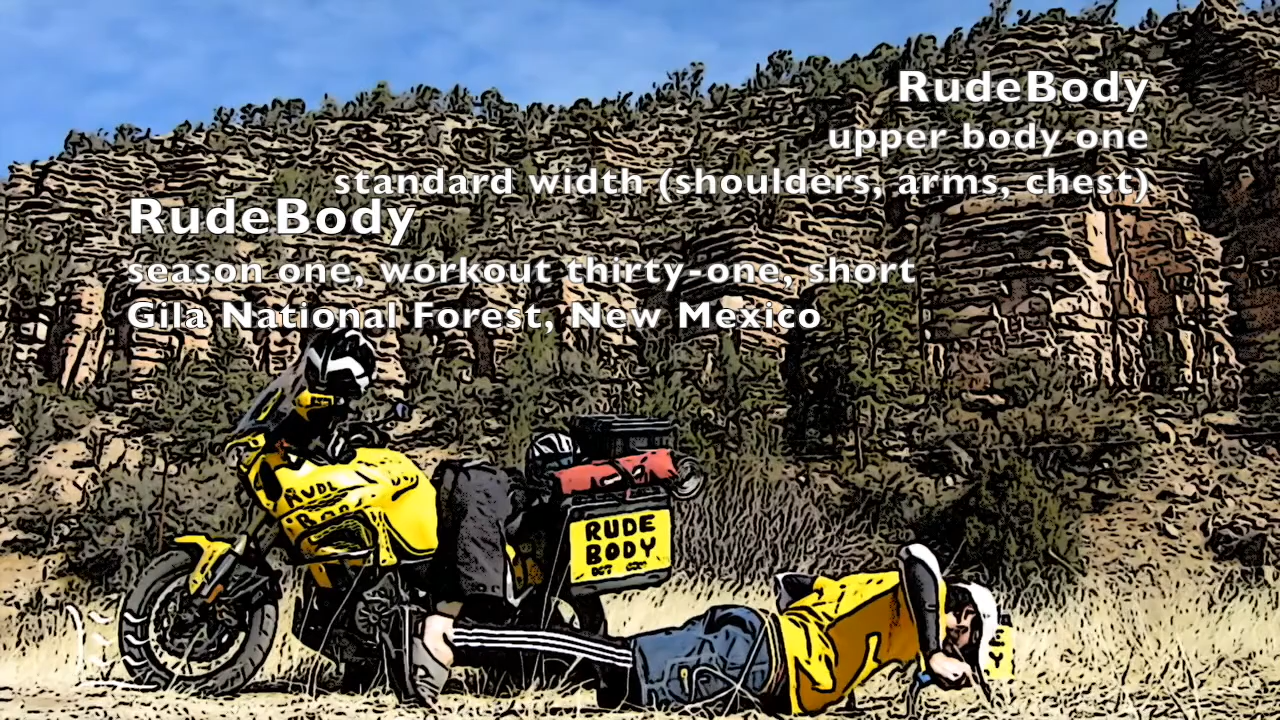 RudeBody
upper body one
standard width (shoulders, arms, chest)
RudeBody
season one, workout thirty-one, short
Gila National Forest, New Mexico
RUDE
BODY